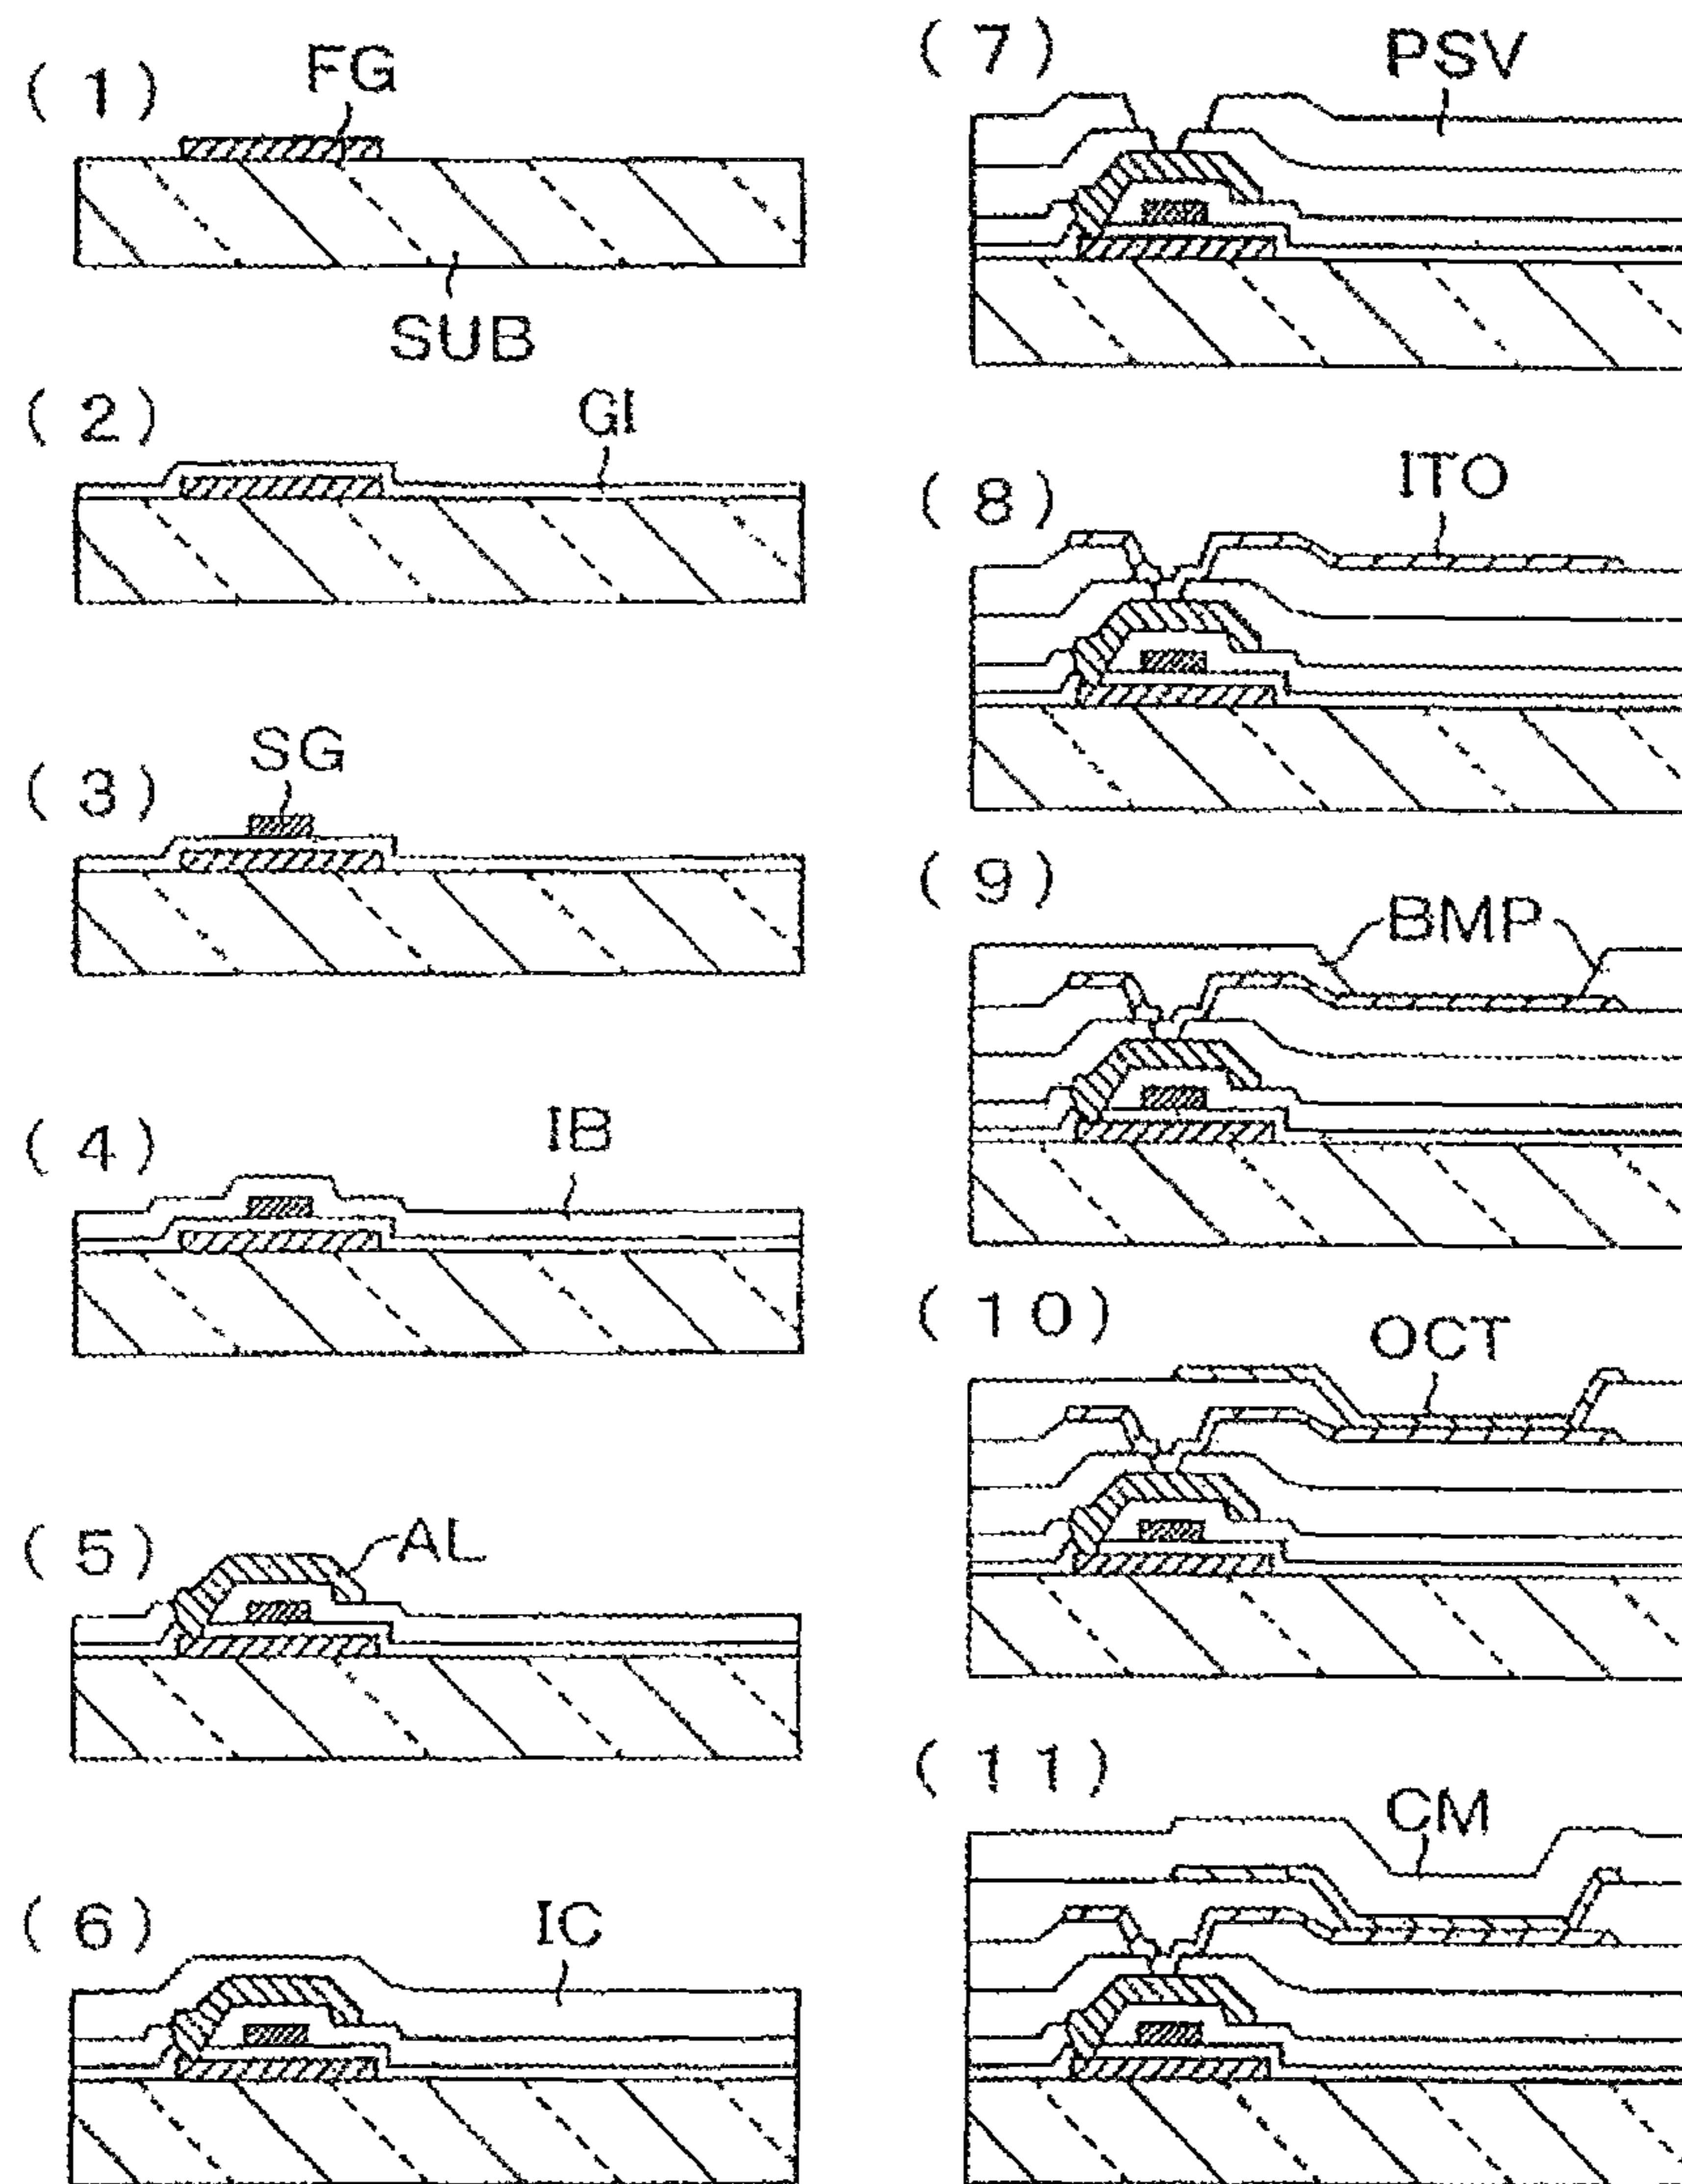 (1)
FG
SUB
(2)
GI
(3)
SG
(4)
IB
(5)
AL
(6)
IC
(7)
PSV
(8)
ITO
(9)
BMP
(10)
OCT
(11)
CM